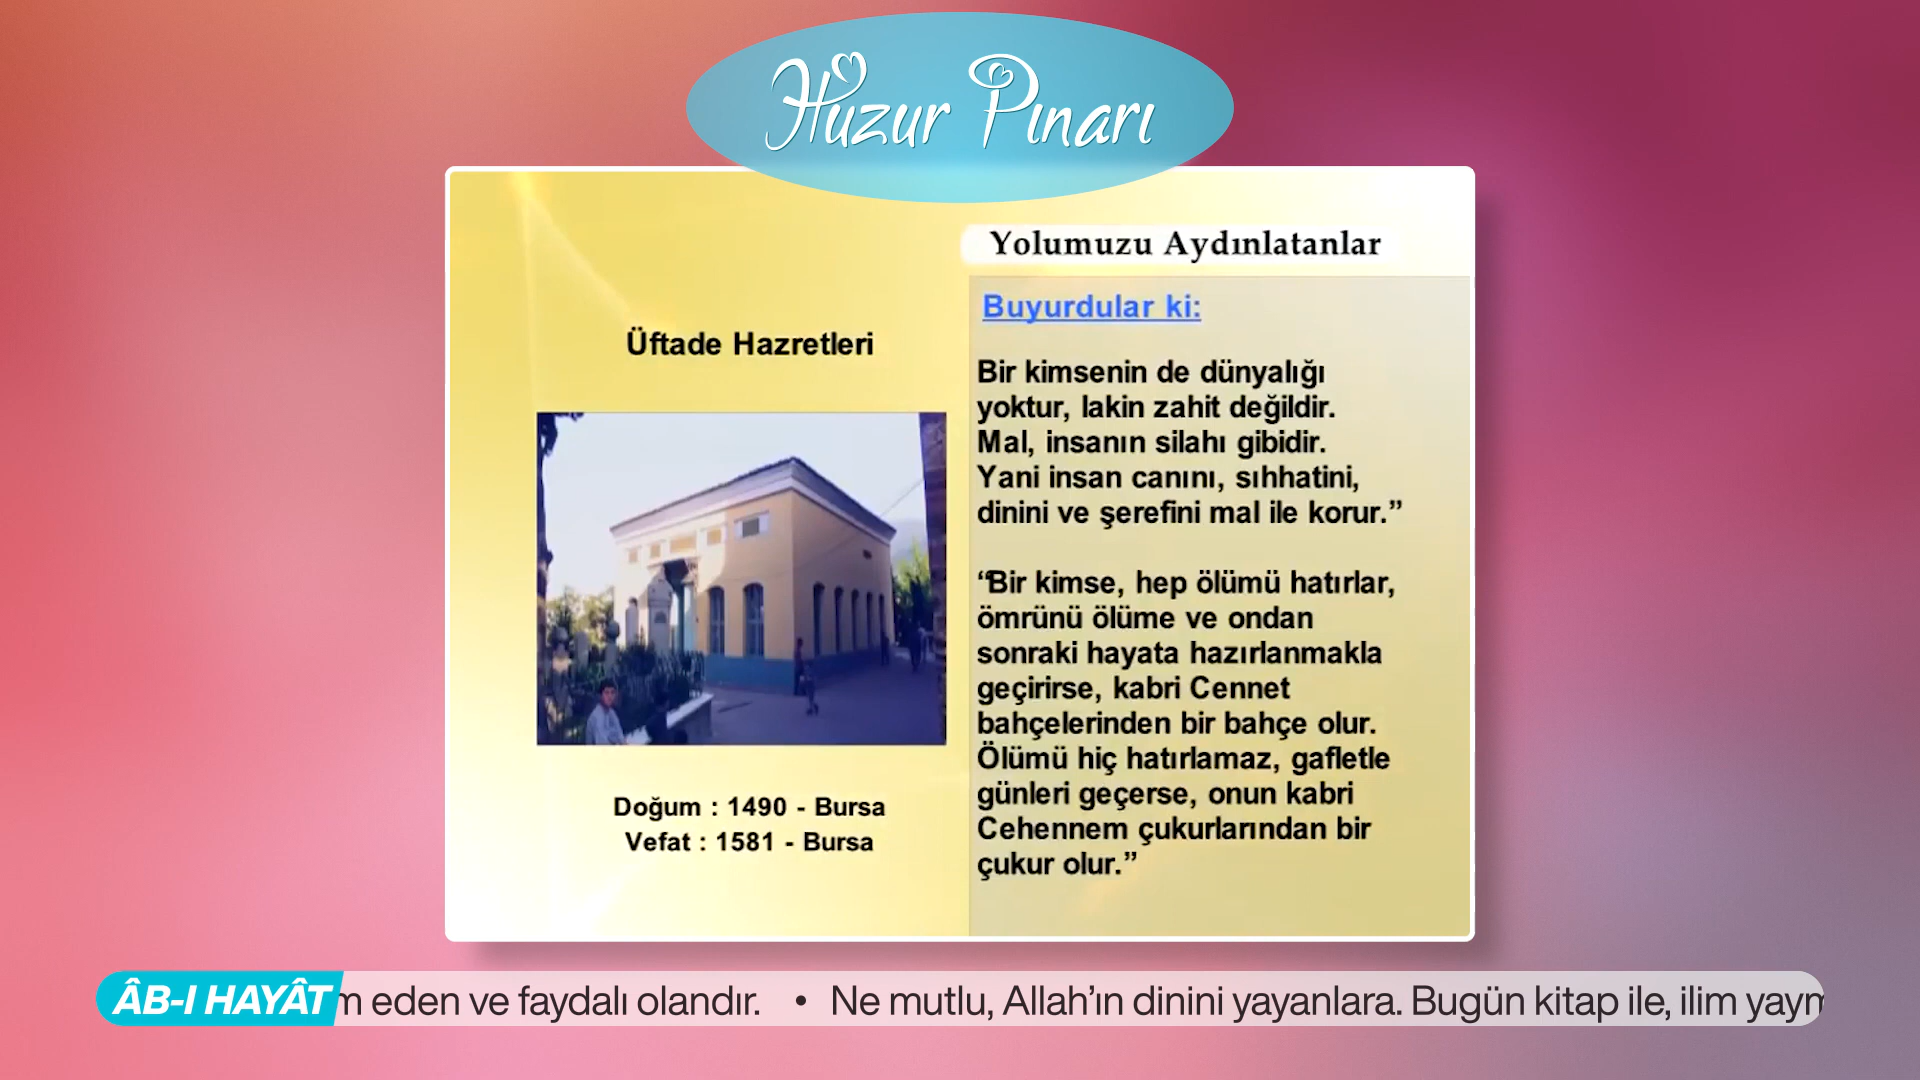 Huzur Pınarı
Yolumuzu Aydınlatanlar
Üftade Hazretleri
Doğum : 1490 - Bursa
Vefat : 1581 - Bursa
Buyurdular ki:
Bir kimsenin de dünyalığı
yoktur, lakin zahit değildir.
Mal, insanın silahı gibidir.
Yani insan canını, sıhhatini,
dinini ve şerefini mal ile korur.”
“Bir kimse, hep ölümü hatırlar,
ömrünü ölüme ve ondan
sonraki hayata hazırlanmakla
geçirirse, kabri Cennet
bahçelerinden bir bahçe olur.
Ölümü hiç hatırlamaz, gafletle
günleri geçerse, onun kabri
Cehennem çukurlarından bir
çukur olur.”
ÂB-I HAYÂT
eden ve faydalı olandır. • Ne mutlu, Allah’ın dinini yayanlara. Bugün kitap ile, ilim